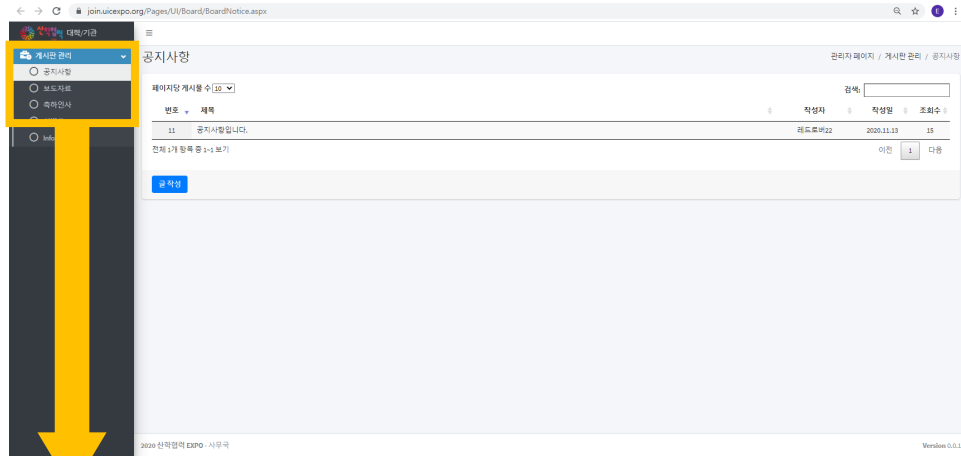 join.uicexpo.org/Pages/UI/Board/BoardNotice.aspx
E
산학협력 대학/기관
게시판 관리
공지사항
보도자료
축하인사
Info
공지사항
관리자 페이지 / 게시판 관리 / 공지사항
페이지당 게시물 수 10
검색:
번호 제목 작성자 작성일 조회수
11 공지사항입니다. 레드로버22 2020.11.13 15
전체 1개 항목 중 1~1 보기
이전 1 다음
글 작성
2020 산학협력 EXPO - 사무국
Version 0.0.1